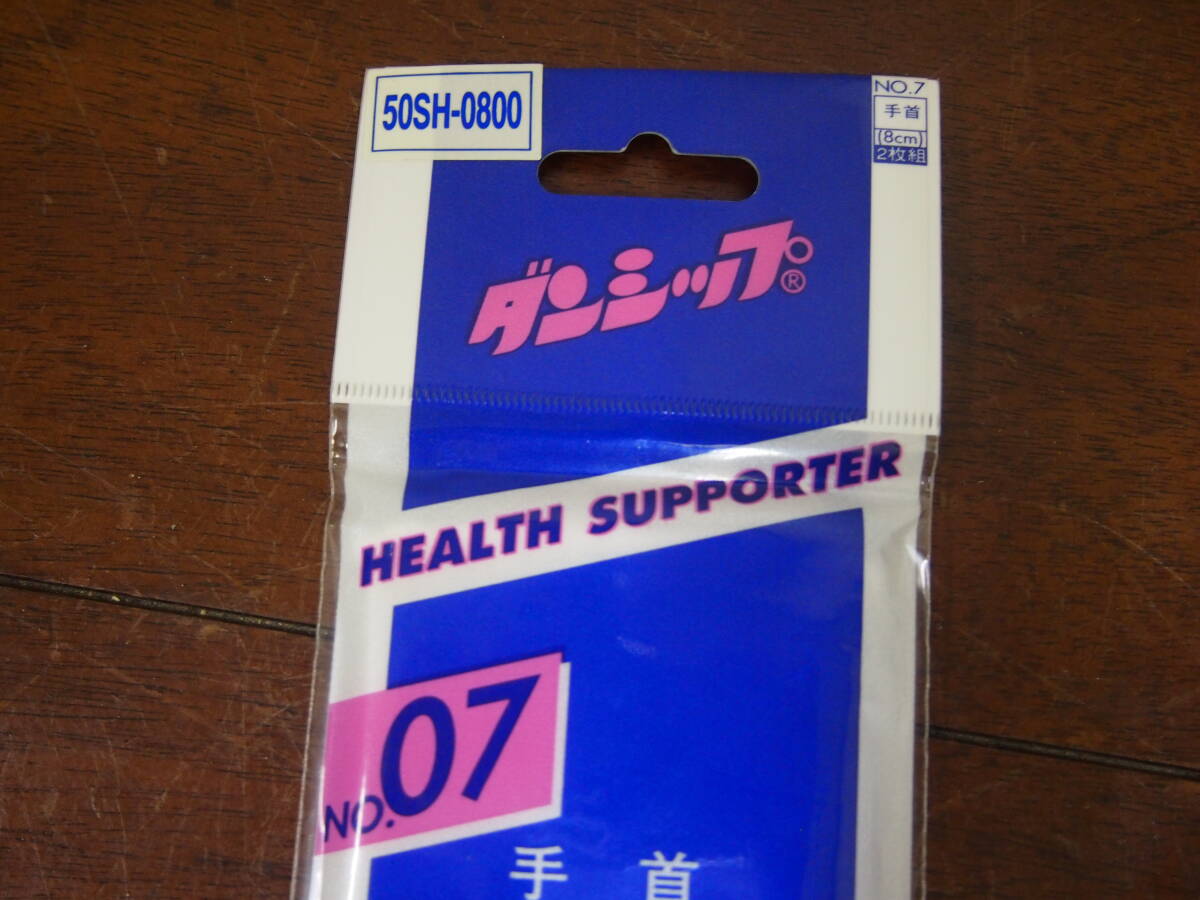 50SH-0800
NO.7
手首
(8cm)
2枚組
ダンシップ®
HEALTH SUPPORTER
NO.07
手首